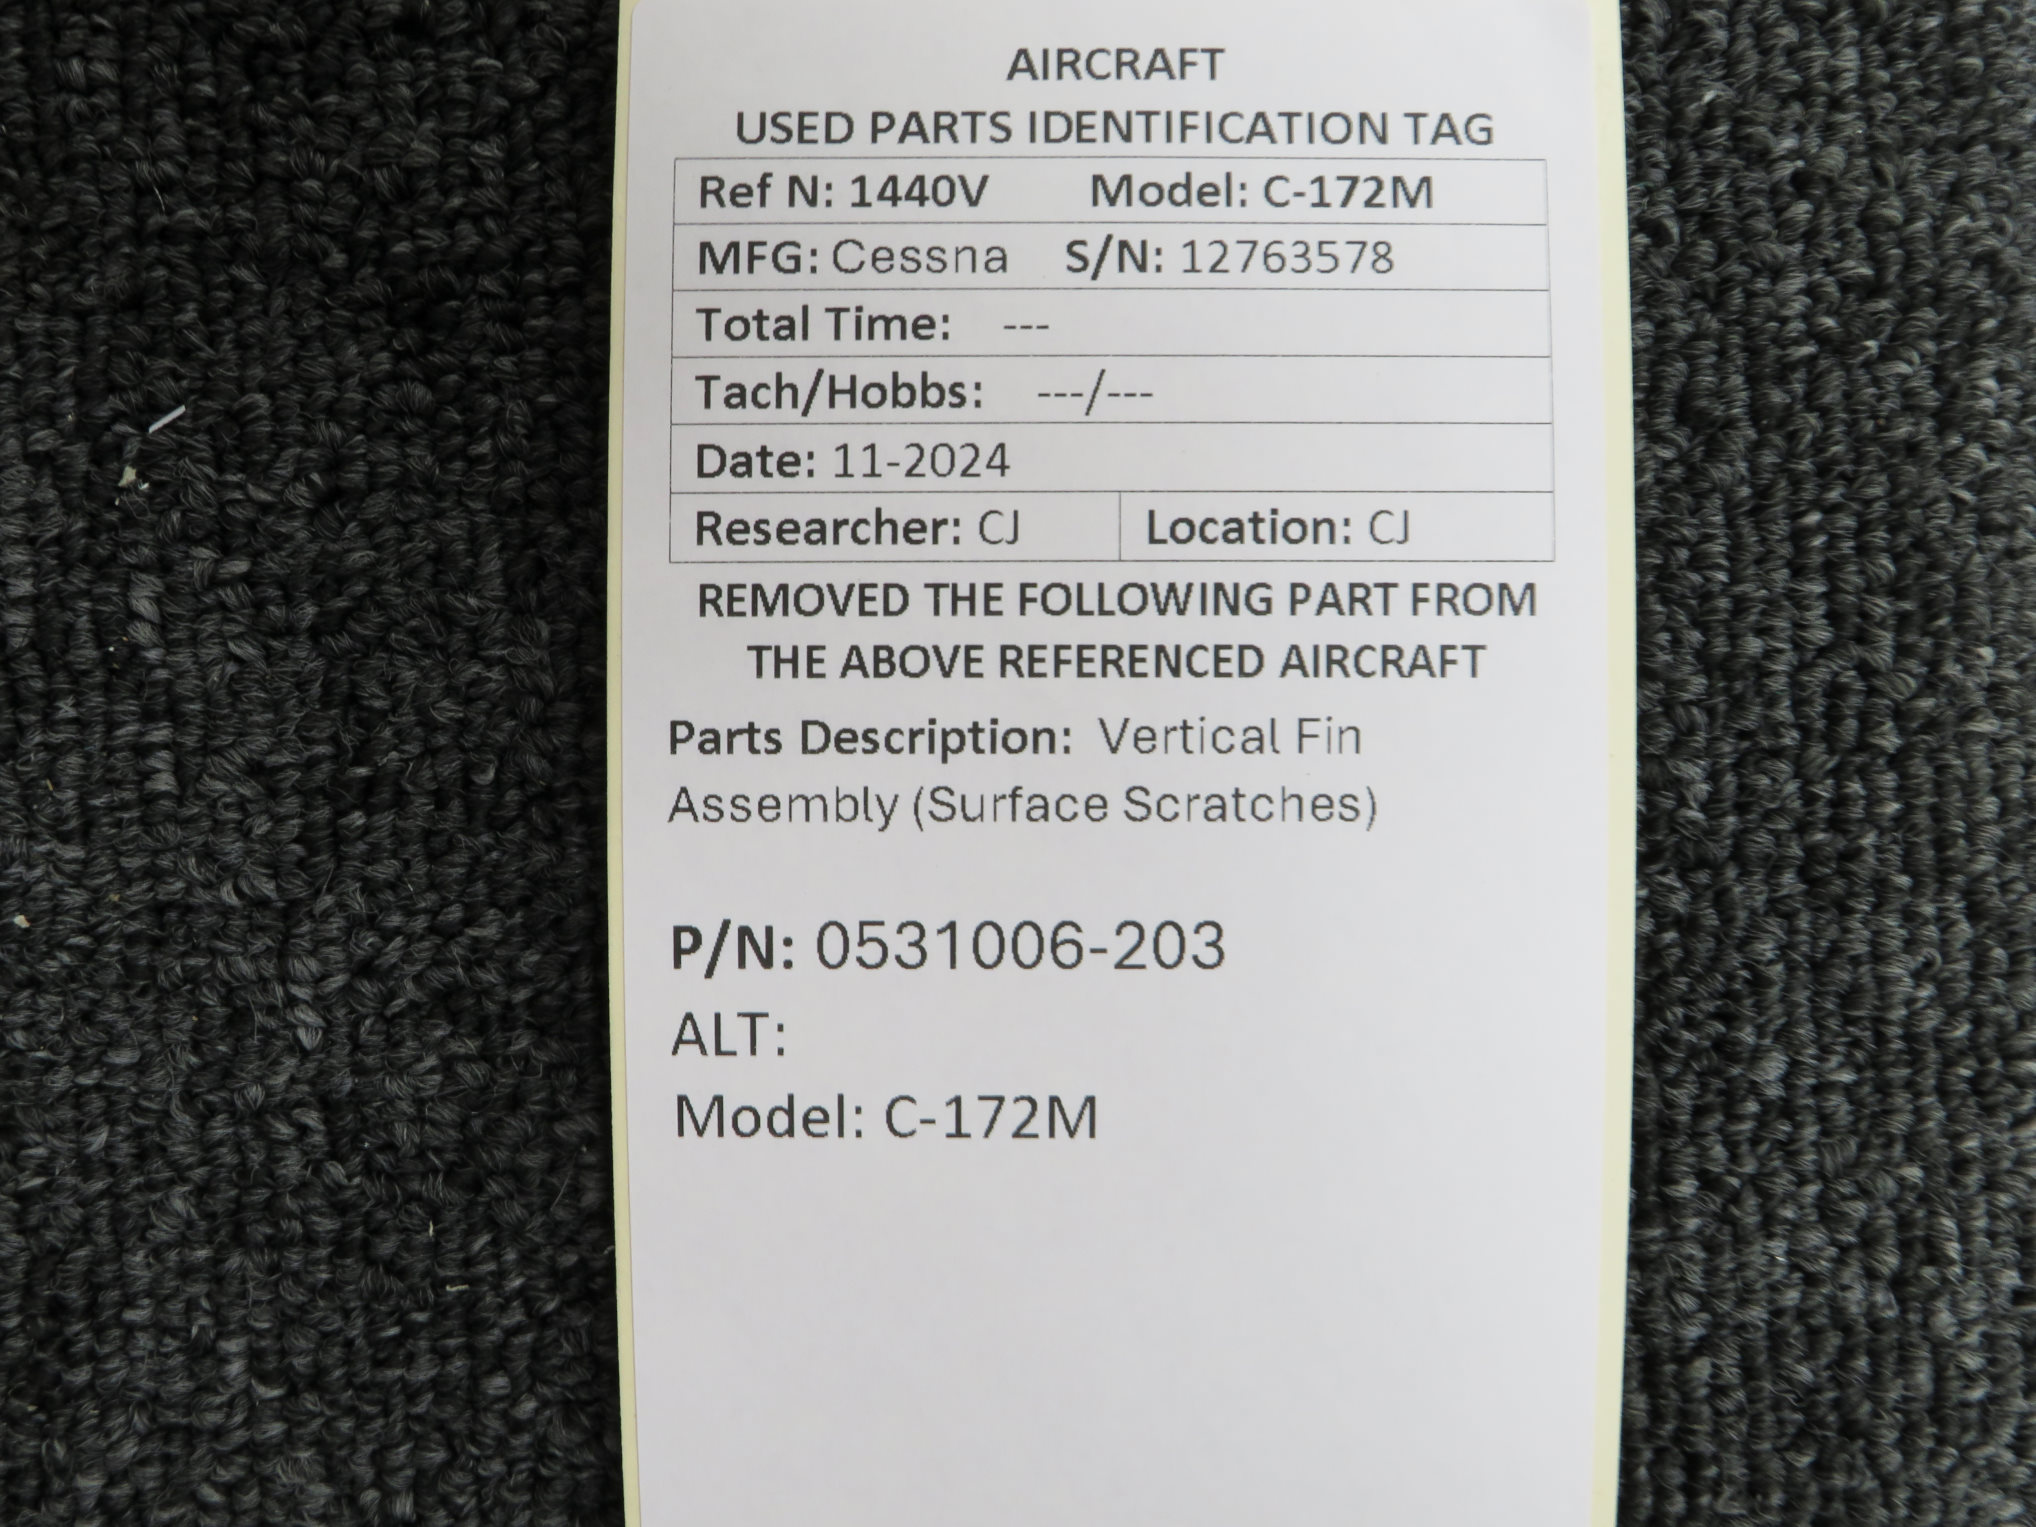 AIRCRAFT
USED PARTS IDENTIFICATION TAG
Ref N: 1440V Model: C-172M
MFG: Cessna S/N: 12763578
Total Time: ---
Tach/Hobbs: ---/---
Date: 11-2024
Researcher: CJ Location: CJ
REMOVED THE FOLLOWING PART FROM
THE ABOVE REFERENCED AIRCRAFT
Parts Description: Vertical Fin
Assembly (Surface Scratches)
P/N: 0531006-203
ALT:
Model: C-172M